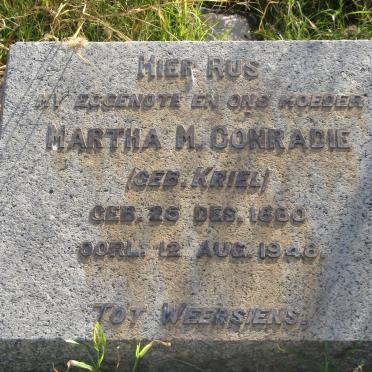 HIER RUS
MY EGGENOTE EN ONS MOEDER
MARTHA M. CONRADIE
(GEB. KRIEL)
GEB. 25 DES. 1880
OORL. 12 AUG. 1948.
TOT WEERSIENS.